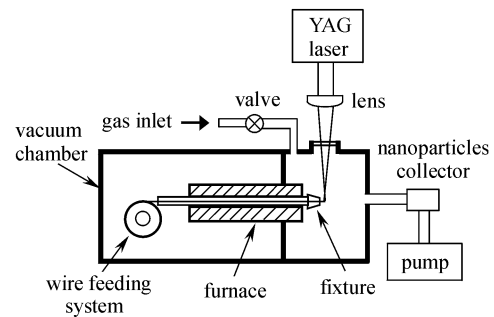 YAG
laser
lens
valve
gas inlet
vacuum
chamber
nanoparticles
collector
pump
wire feeding
system
furnace
fixture